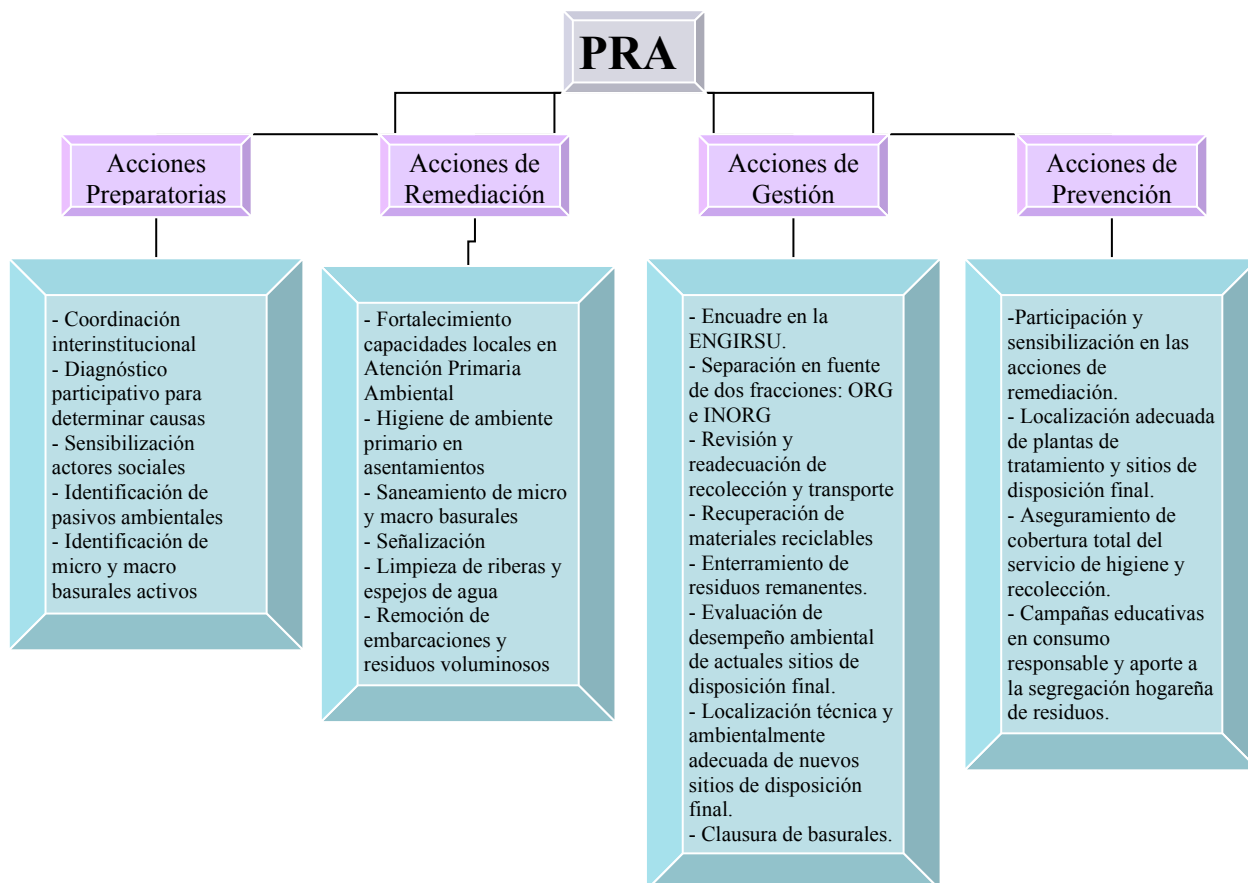 PRA
Acciones
Preparatorias
Acciones de
Remediación
Acciones de
Gestión
Acciones de
Prevención
- Coordinación
interinstitucional
- Diagnóstico
participativo para
determinar causas
- Sensibilización
actores sociales
- Identificación de
pasivos ambientales
- Identificación de
micro y macro
basurales activos
- Fortalecimiento
capacidades locales en
Atención Primaria
Ambiental
- Higiene de ambiente
primario en
asentamientos
- Saneamiento de micro
y macro basurales
- Señalización
- Limpieza de riberas y
espejos de agua
- Remoción de
embarcaciones y
residuos voluminosos
- Encuadre en la
ENGIRSU.
- Separación en fuente
de dos fracciones: ORG
e INORG
- Revisión y
readecuación de
recolección y transporte
- Recuperación de
materiales reciclables
- Enterramiento de
residuos remanentes.
- Evaluación de
desempeño ambiental
de actuales sitios de
disposición final.
- Localización técnica y
ambientalmente
adecuada de nuevos
sitios de disposición
final.
- Clausura de basurales.
-Participación y
sensibilización en las
acciones de
remediación.
- Localización adecuada
de plantas de
tratamiento y sitios de
disposición final.
- Aseguramiento de
cobertura total del
servicio de higiene y
recolección.
- Campañas educativas
en consumo
responsable y aporte a
la segregación hogareña
de residuos.